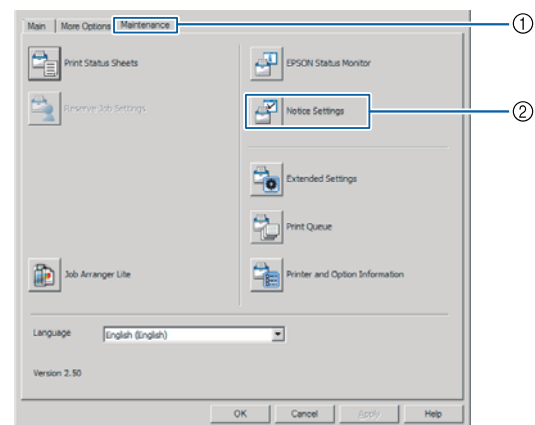 Main More Options Maintenance ①
Print Status Sheets EPSON Status Monitor
Reserve Job Settings Notice Settings ②
Extended Settings
Print Queue
Job Arranger Lite Printer and Option Information
Language English (English)
Version 2.50
OK Cancel Apply Help